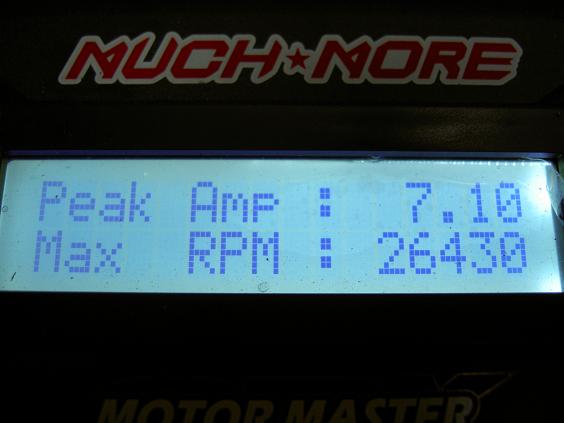 MUCH★MORE
Peak Amp : 7.10
Max RPM : 26430
MOTOR MASTER